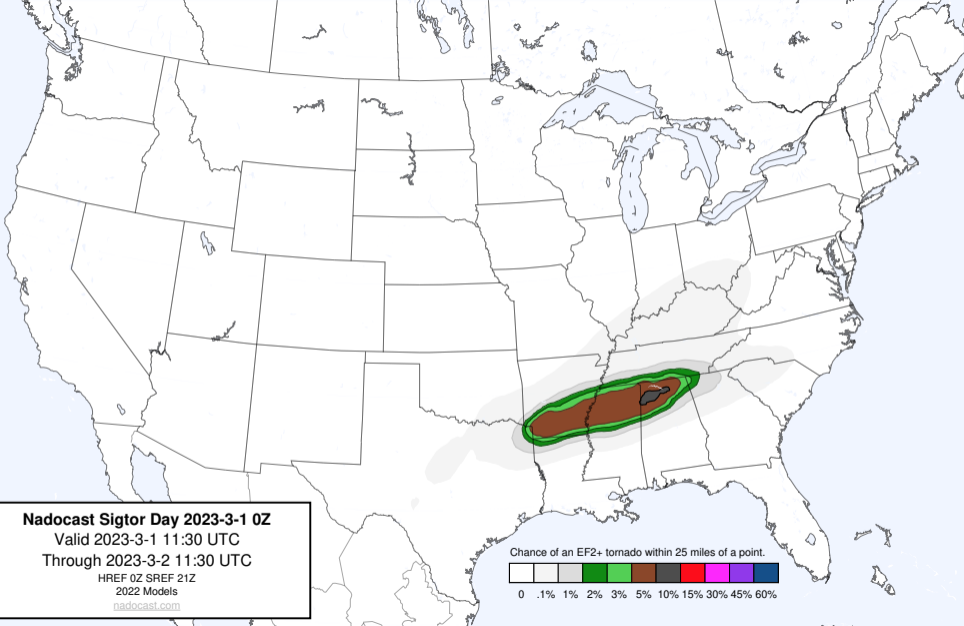 Nadocast Sigtor Day 2023-3-1 0Z
Valid 2023-3-1 11:30 UTC
Through 2023-3-2 11:30 UTC
HREF 0Z SREF 21Z
2022 Models
nadocast.com
Chance of an EF2+ tornado within 25 miles of a point.
0 .1% 1% 2% 3% 5% 10% 15% 30% 45% 60%